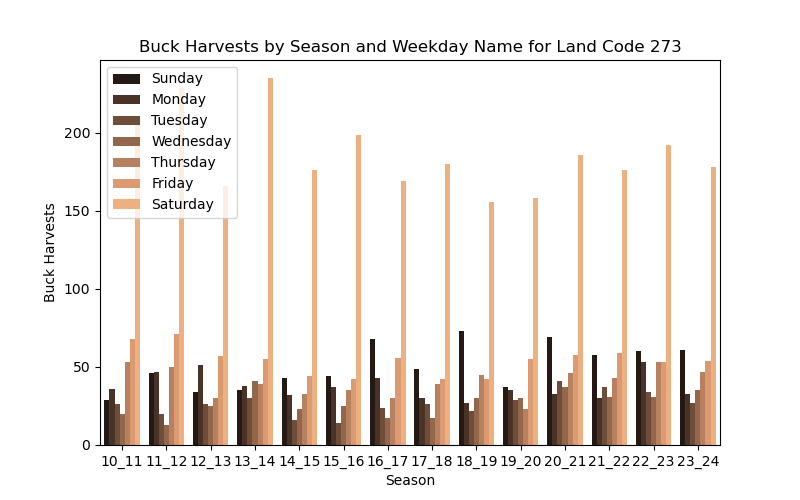 Buck Harvests by Season and Weekday Name for Land Code 273
Sunday
Monday
Tuesday
Wednesday
Thursday
Friday
Saturday
200
150
100
50
0
Buck Harvests
10_11 11_12 12_13 13_14 14_15 15_16 16_17 17_18 18_19 19_20 20_21 21_22 22_23 23_24
Season